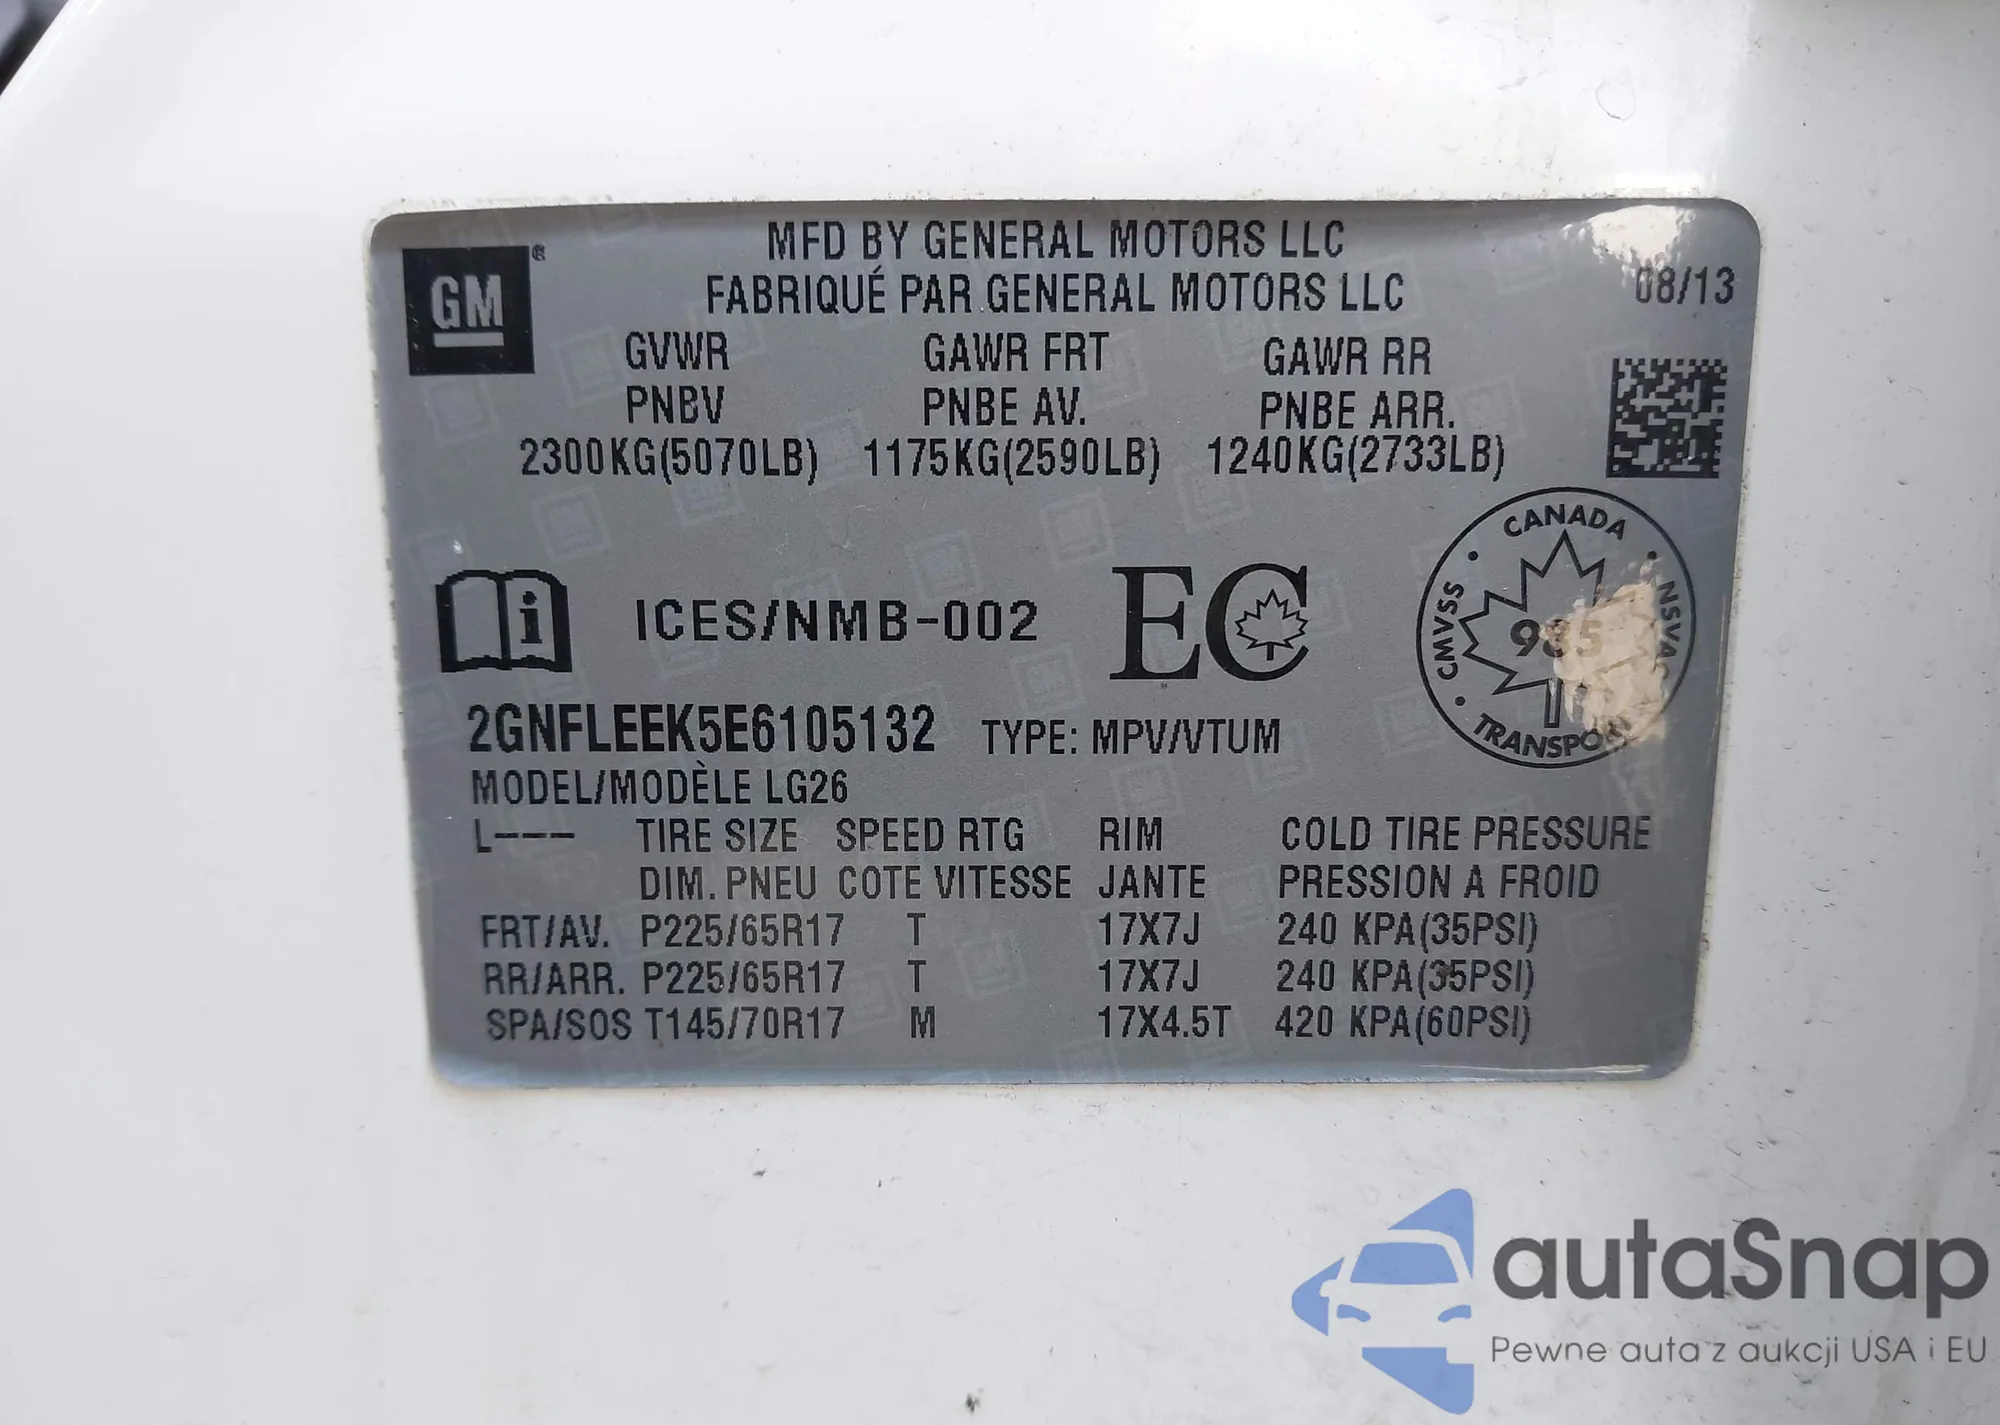 MFD BY GENERAL MOTORS LLC
FABRIQUÉ PAR GENERAL MOTORS LLC
GM
08/13
GVWR GAWR FRT GAWR RR
PNBV PNBE AV. PNBE ARR.
2300KG(5070LB) 1175KG(2590LB) 1240KG(2733LB)
CANADA
ICES/NMB-002 EC
CMVSS
TRANSPORT
2GNFLEEK5E6105132 TYPE: MPV/VTUM
MODEL/MODÈLE LG26
L--- TIRE SIZE SPEED RTG RIM COLD TIRE PRESSURE
DIM. PNEU COTE VITESSE JANTE PRESSION A FROID
FRT/AV. P225/65R17 T 17X7J 240 KPA(35PSI)
RR/ARR. P225/65R17 T 17X7J 240 KPA(35PSI)
SPA/SOS T145/70R17 M 17X4.5T 420 KPA(60PSI)
autaSnap
Pewne auta z aukcji USA i EU